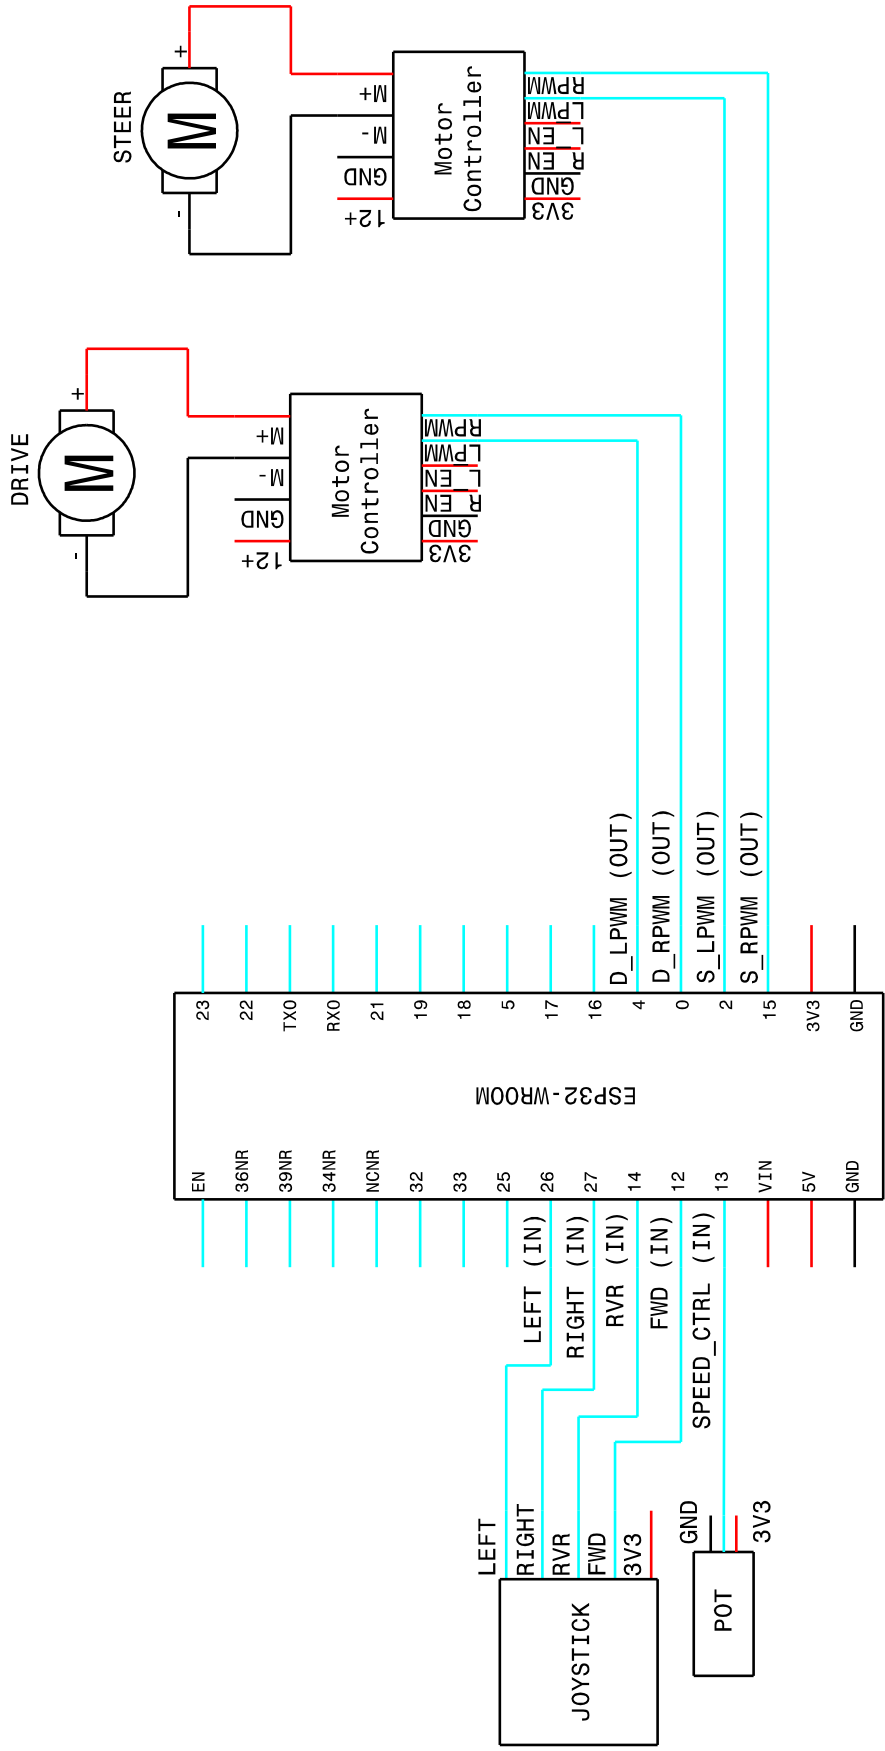 STEER
+
M
-
M+
M-
GND
12+
Motor
Controller
RPWM
LPWM
L_EN
R_EN
GND
3V3
DRIVE
+
M
-
M+
M-
GND
12+
Motor
Controller
RPWM
LPWM
L_EN
R_EN
GND
3V3
D_LPWM (OUT)
D_RPWM (OUT)
S_LPWM (OUT)
S_RPWM (OUT)
23
22
TX0
RX0
21
19
18
5
17
16
4
0
2
15
3V3
GND
ESP32-WROOM
EN
36NR
39NR
34NR
NCNR
32
33
25
26
27
14
12
13
VIN
5V
GND
LEFT (IN)
RIGHT (IN)
RVR (IN)
FWD (IN)
SPEED_CTRL (IN)
LEFT
RIGHT
RVR
FWD
3V3
JOYSTICK
GND
3V3
POT